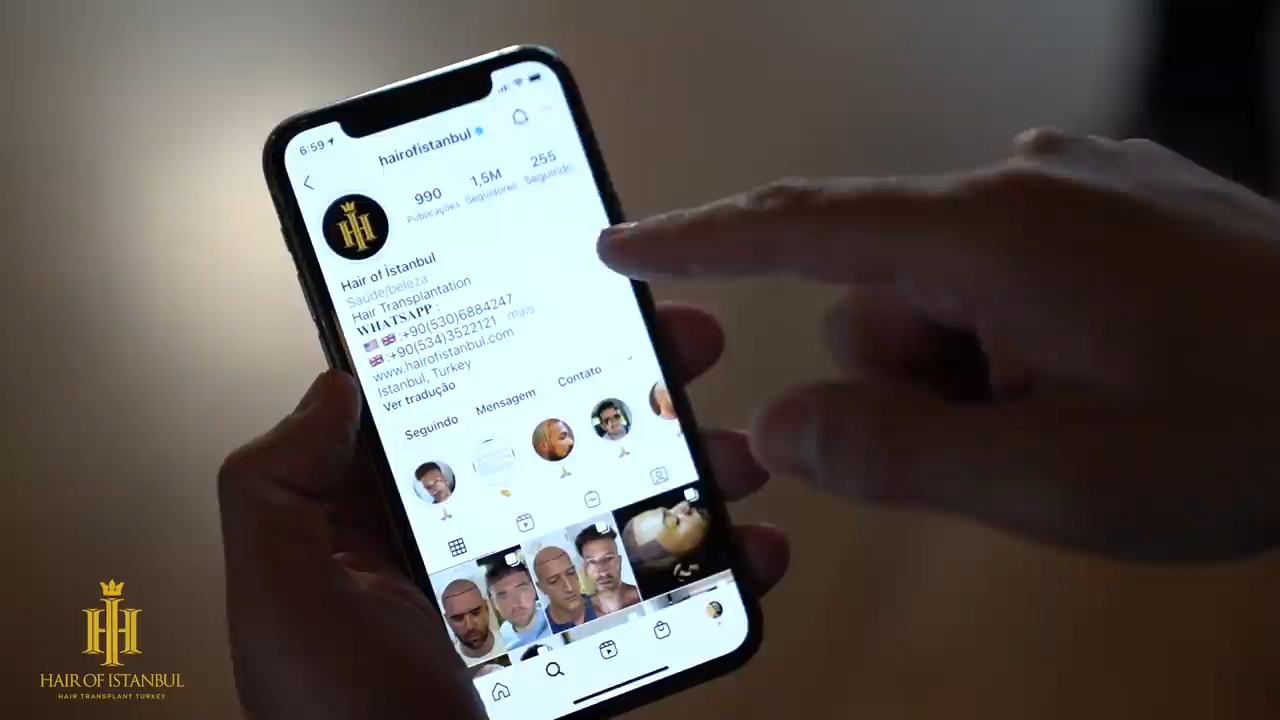 6:59
hairofistanbul
990 1,5M 255
Publicações Seguidores Seguindo
Hair of İstanbul
Saúde/beleza
Hair Transplantation
𝐖𝐇𝐀𝐓𝐒𝐀𝐏𝐏 :
🇺🇸 🇬🇧 :+90(530)6884247
🇬🇧 :+90(534)3522121 mais
www.hairofistanbul.com
Istanbul, Turkey
Ver tradução
Seguindo Mensagem Contato
HAIR OF ISTANBUL
HAIR TRANSPLANT TURKEY